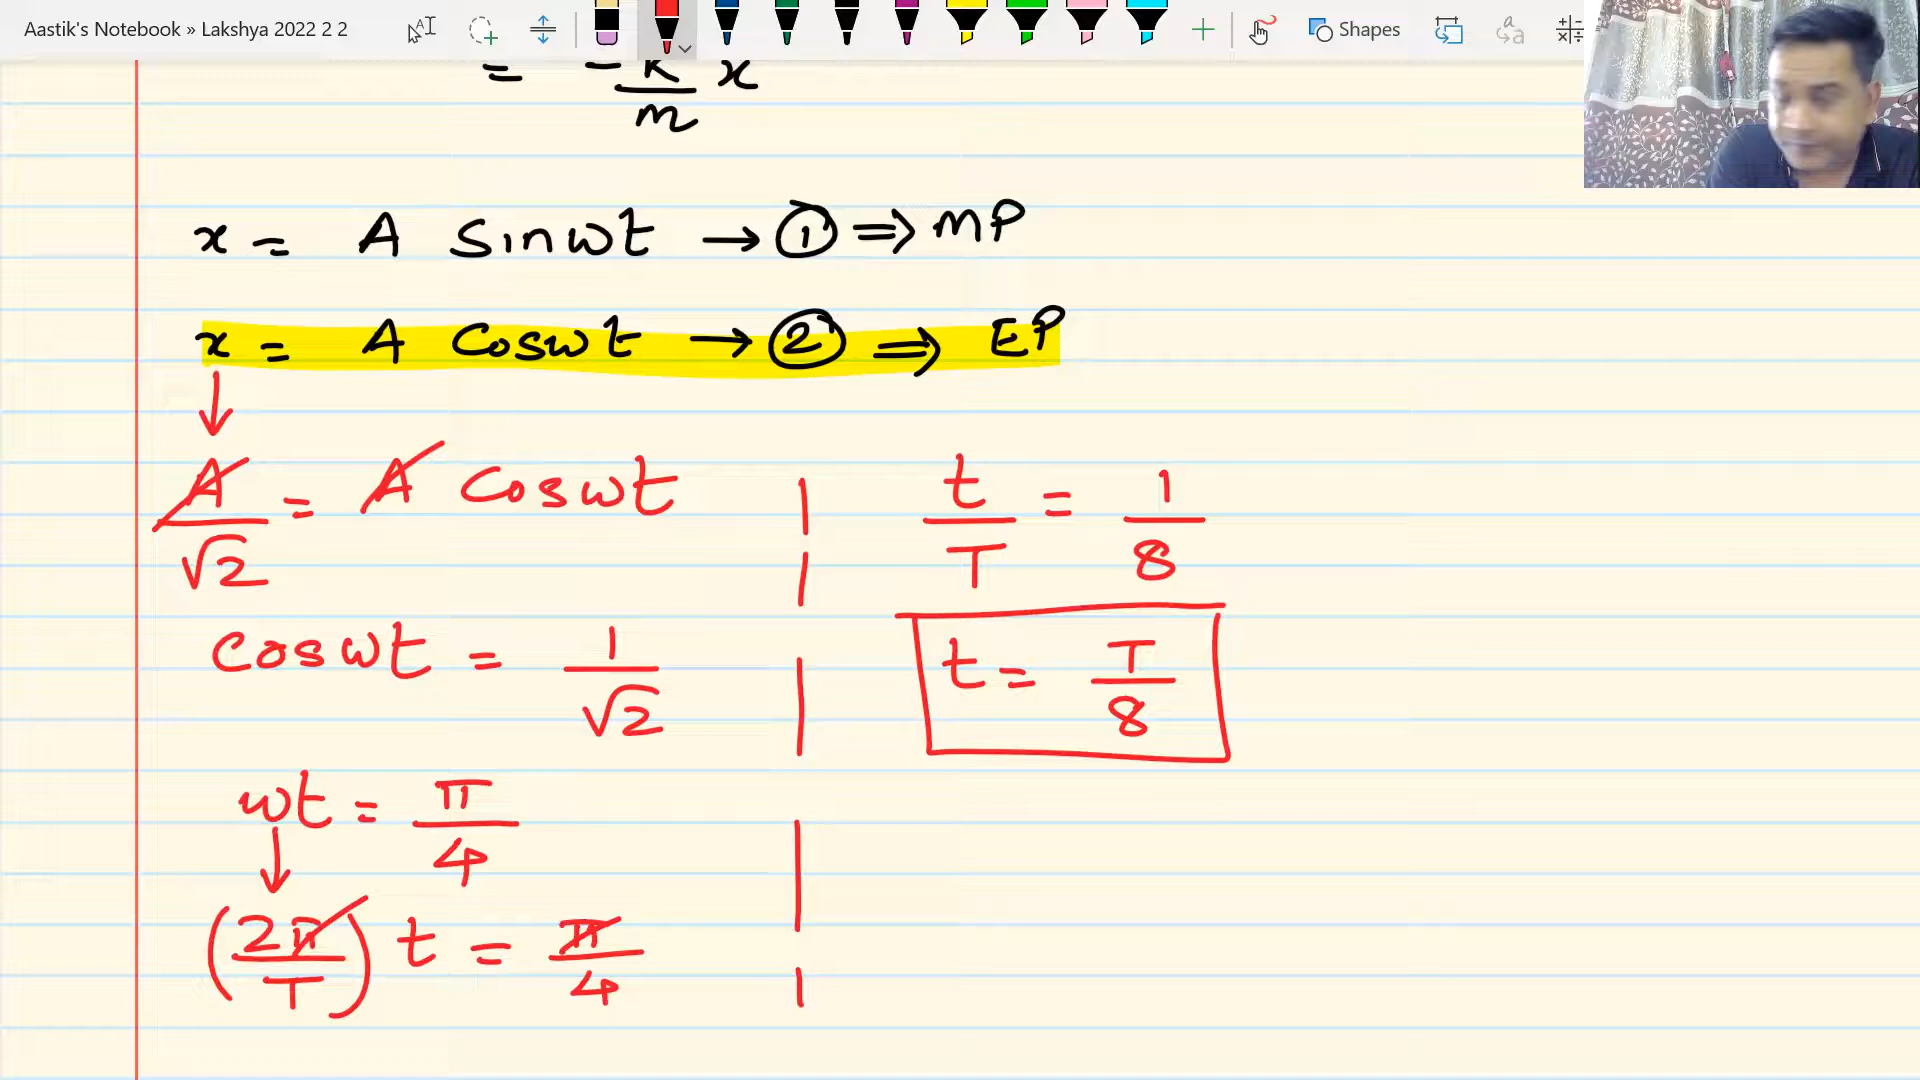 Aastik's Notebook » Lakshya 2022 2 2
Shapes
= - k/m x
x = A sinωt → ① ⇒ MP
x = A Cosωt → ② ⇒ EP
A/√2 = A Cosωt
cosωt = 1/√2
ωt = π/4
(2π/T) t = π/4
t/T = 1/8
t = T/8